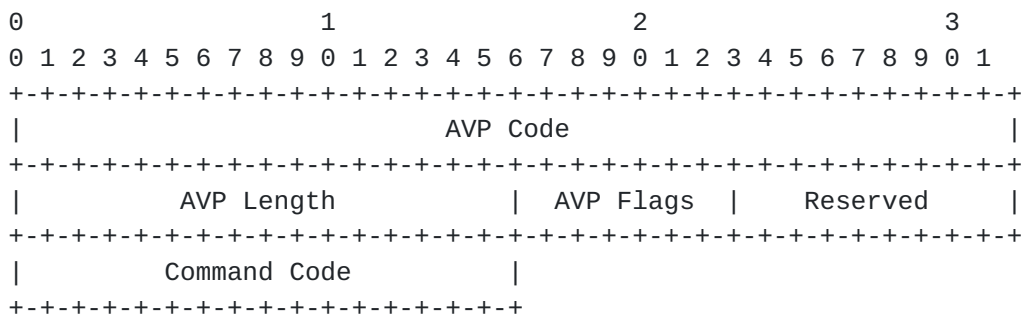 0                   1                   2                   3
0 1 2 3 4 5 6 7 8 9 0 1 2 3 4 5 6 7 8 9 0 1 2 3 4 5 6 7 8 9 0 1
+-+-+-+-+-+-+-+-+-+-+-+-+-+-+-+-+-+-+-+-+-+-+-+-+-+-+-+-+-+-+-+-+
|                           AVP Code                            |
+-+-+-+-+-+-+-+-+-+-+-+-+-+-+-+-+-+-+-+-+-+-+-+-+-+-+-+-+-+-+-+-+
|          AVP Length           |  AVP Flags  |    Reserved     |
+-+-+-+-+-+-+-+-+-+-+-+-+-+-+-+-+-+-+-+-+-+-+-+-+-+-+-+-+-+-+-+-+
|         Command Code          |
+-+-+-+-+-+-+-+-+-+-+-+-+-+-+-+-+